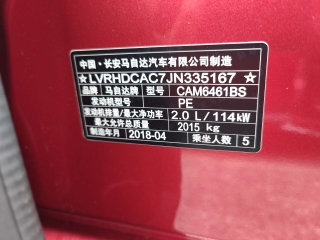 中国·长安马自达汽车有限公司制造
★LVRHDCAC7JN335167★
品牌 马自达牌 型号 CAM6461BS
发动机型号 PE
发动机排量/最大净功率 2.0 L/114kW
最大允许总质量 2015 kg
制造年月 2018-04 乘坐人数 5